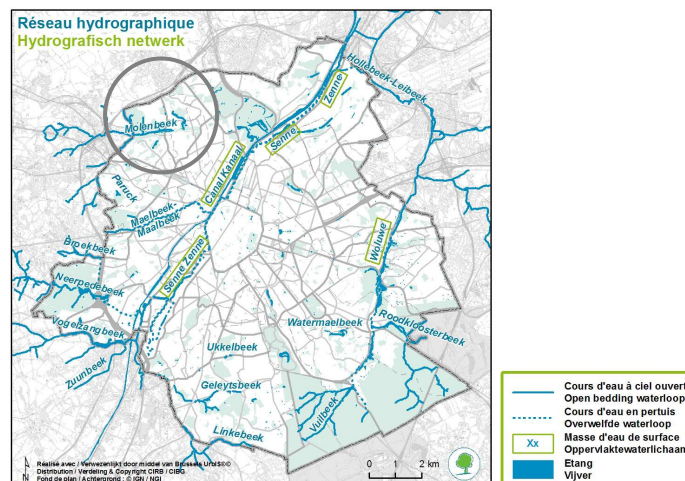 Réseau hydrographique
Hydrografisch netwerk
Hollebeek-Leibeek
Zenne
Molenbeek
Senne
Canal Kanaal
Paruck
Maelbeek-
Maalbeek
Woluwe
Broekbeek
Senne Zenne
Neerpedebeek
Vogelzangbeek
Watermaelbeek
Roodkloosterbeek
Ukkelbeek
Zuunbeek
Geleytsbeek
Vuilbeek
Linkebeek
N
Réalisé avec / Verwezenlijkt door middel van Brussels UrbIS®©
Distribution / Verdeling & Copyright CIRB / CIBG
Fond de plan / Achtergrond : © IGN / NGI
0 1 2 km
Cours d'eau à ciel ouvert
Open bedding waterloop
Cours d'eau en pertuis
Overwelfde waterloop
Xx
Masse d'eau de surface
Oppervlaktewaterlichaam
Etang
Vijver